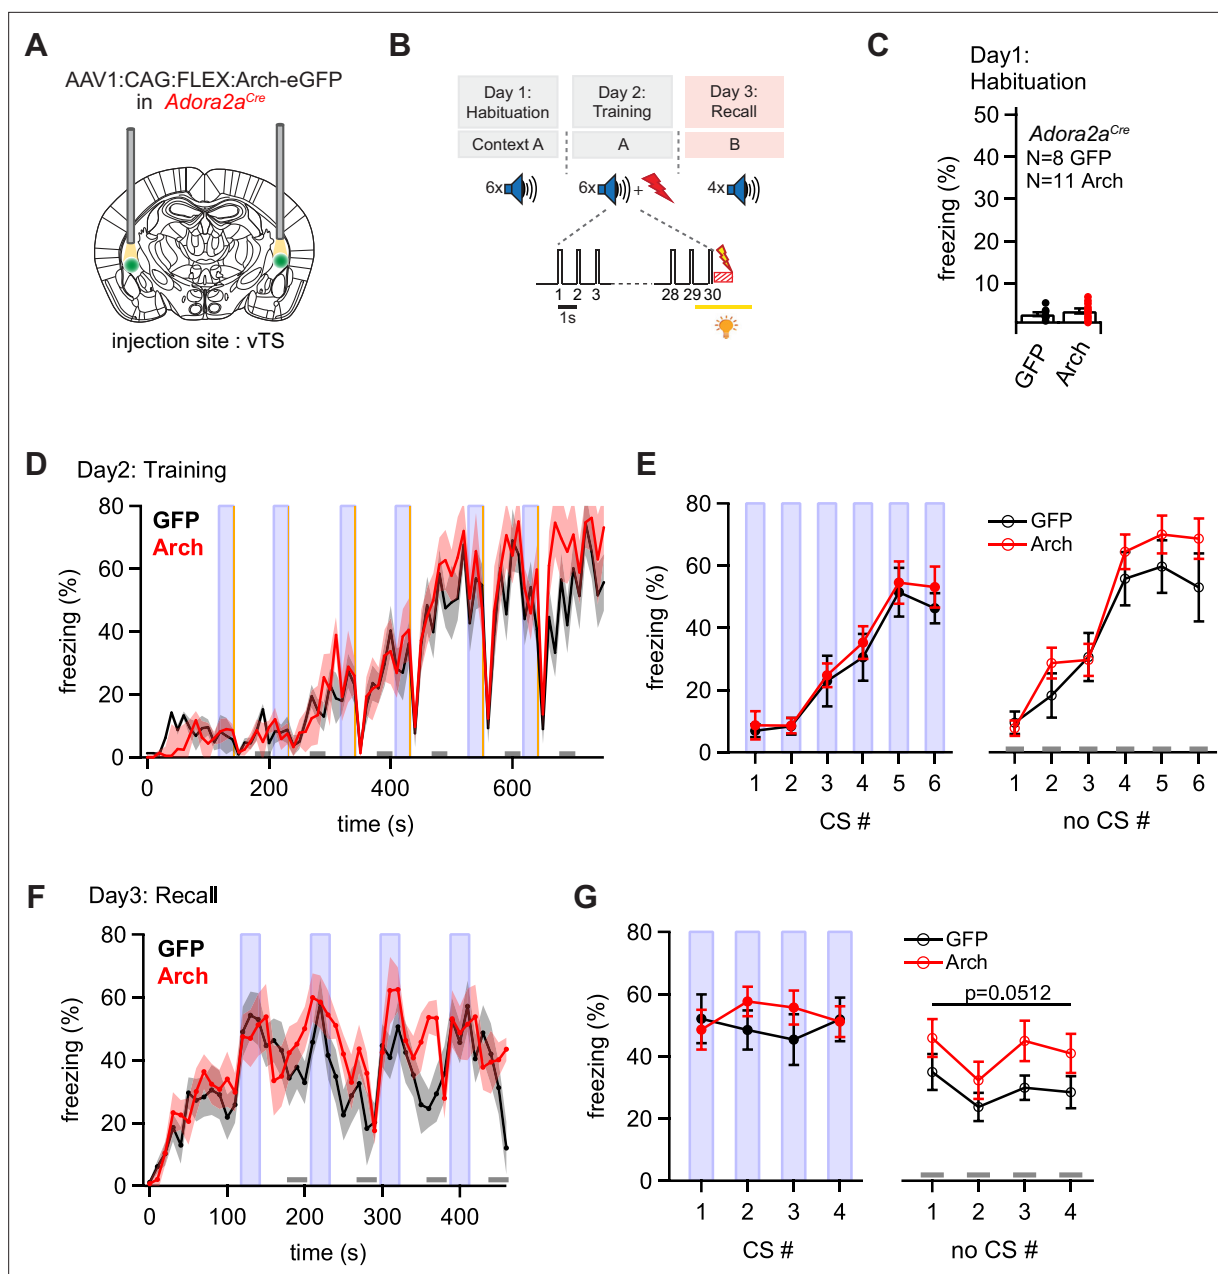 A
AAV1:CAG:FLEX:Arch-eGFP
in Adora2aCre
injection site : vTS
B
Day 1:
Habituation
Day 2:
Training
Day 3:
Recall
Context A
A
B
6x
6x
+
4x
1 2 3 28 29 30
1s
C
Day1:
Habituation
freezing (%)
50
40
30
20
10
Adora2aCre
N=8 GFP
N=11 Arch
GFP
Arch
D
Day2: Training
freezing (%)
80
60
40
20
0
GFP
Arch
0 200 400 600
time (s)
E
freezing (%)
80
60
40
20
0
1 2 3 4 5 6
CS #
GFP
Arch
1 2 3 4 5 6
no CS #
F
Day3: Recall
freezing (%)
80
60
40
20
0
GFP
Arch
0 100 200 300 400
time (s)
G
freezing (%)
80
60
40
20
0
1 2 3 4
CS #
GFP
Arch
p=0.0512
1 2 3 4
no CS #